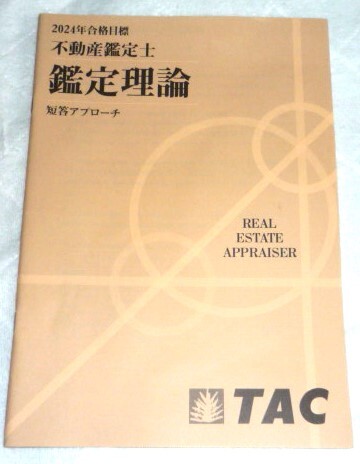 2024年合格目標
不動産鑑定士
鑑定理論
短答アプローチ
REAL
ESTATE
APPRAISER
TAC